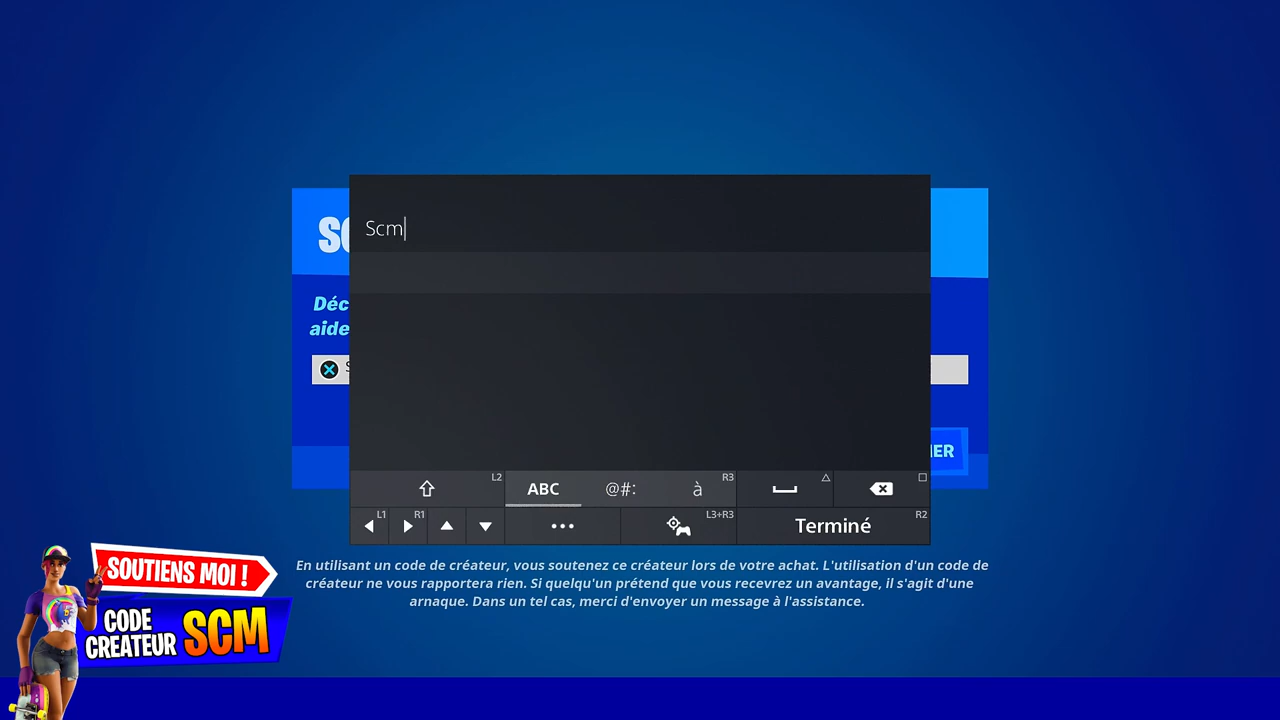 Scm
Déc
aide
L2
ABC
@#:
à
R3
L1
R1
L3+R3
Terminé
R2
En utilisant un code de créateur, vous soutenez ce créateur lors de votre achat. L'utilisation d'un code de
créateur ne vous rapportera rien. Si quelqu'un prétend que vous recevrez un avantage, il s'agit d'une
arnaque. Dans un tel cas, merci d'envoyer un message à l'assistance.
SOUTIENS MOI !
CODE
CREATEUR SCM